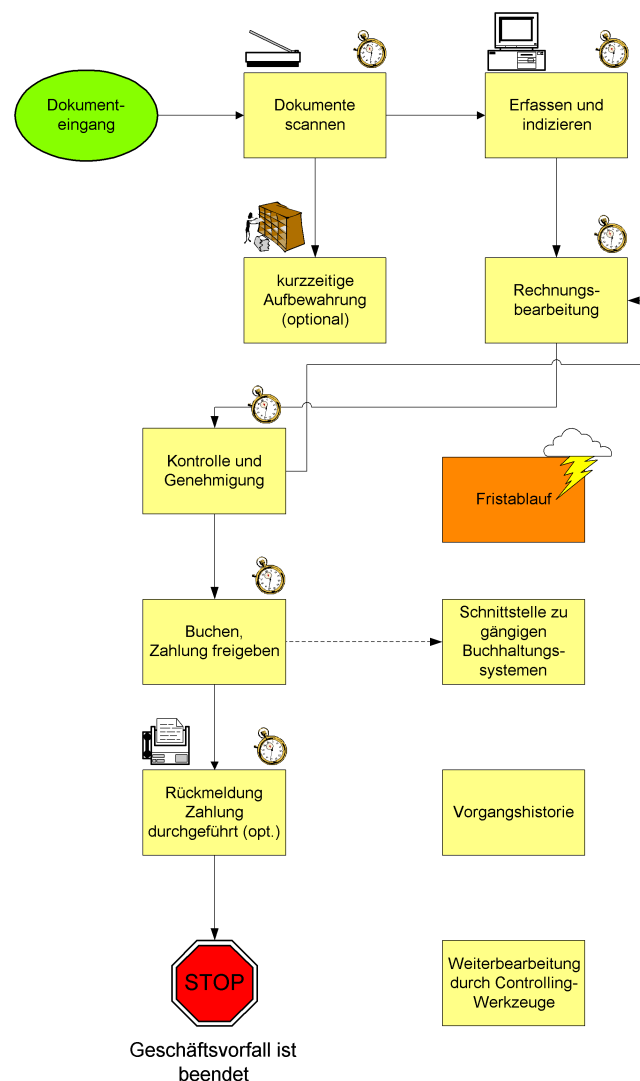 Dokument-
eingang
Dokumente
scannen
Erfassen und
indizieren
kurzzeitige
Aufbewahrung
(optional)
Rechnungs-
bearbeitung
Kontrolle und
Genehmigung
Fristablauf
Buchen,
Zahlung freigeben
Schnittstelle zu
gängigen
Buchhaltungs-
systemen
Rückmeldung
Zahlung
durchgeführt (opt.)
Vorgangshistorie
STOP
Geschäftsvorfall ist
beendet
Weiterbearbeitung
durch Controlling-
Werkzeuge